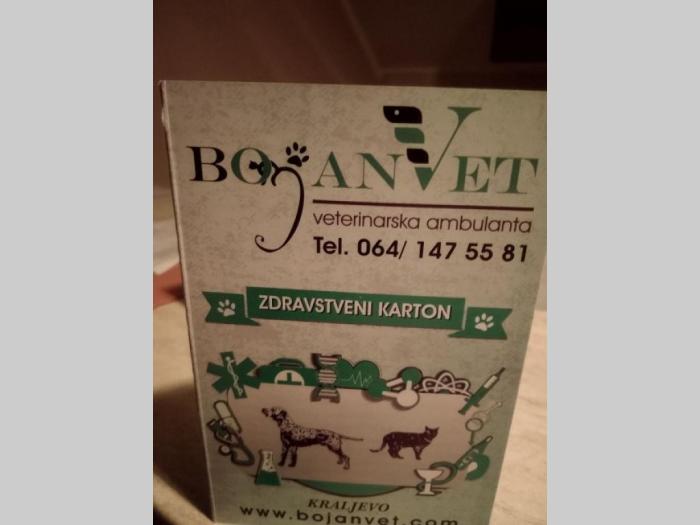 BOJANVET
veterinarska ambulanta
Tel. 064/ 147 55 81
ZDRAVSTVENI KARTON
KRALJEVO
www.bojanvet.com